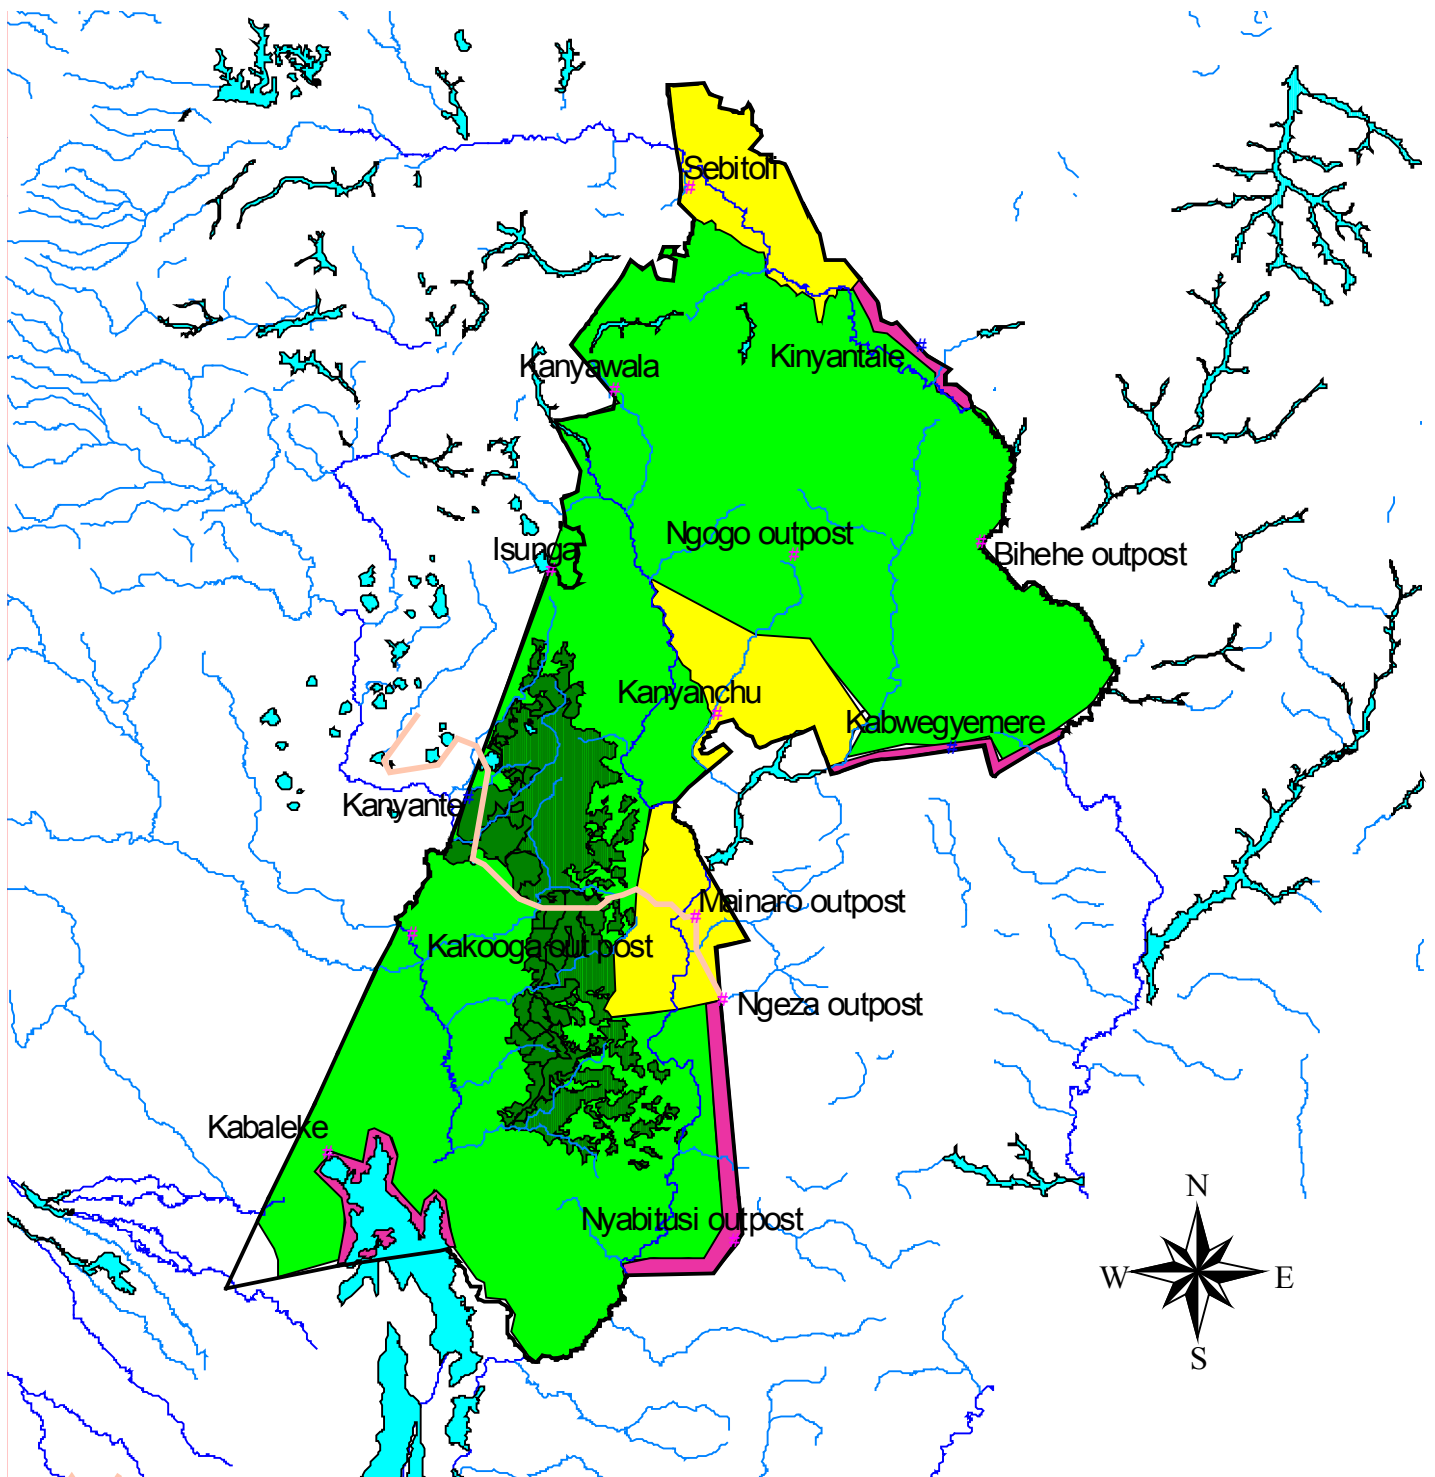 Sebitoli
Kinyantale
Kanyawala
Ngogo outpost
Isunga
Bihehe outpost
Kanyanchu
Kabwegyemere
Kanyante
Mainaro outpost
Kakooga out post
Ngeza outpost
Kabaleke
N
Nyabitusi outpost
W
E
S